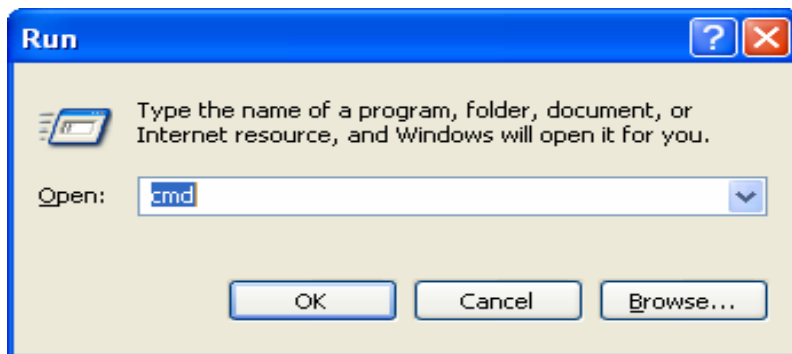 Run
Type the name of a program, folder, document, or
Internet resource, and Windows will open it for you.
Open: cmd
OK Cancel Browse...